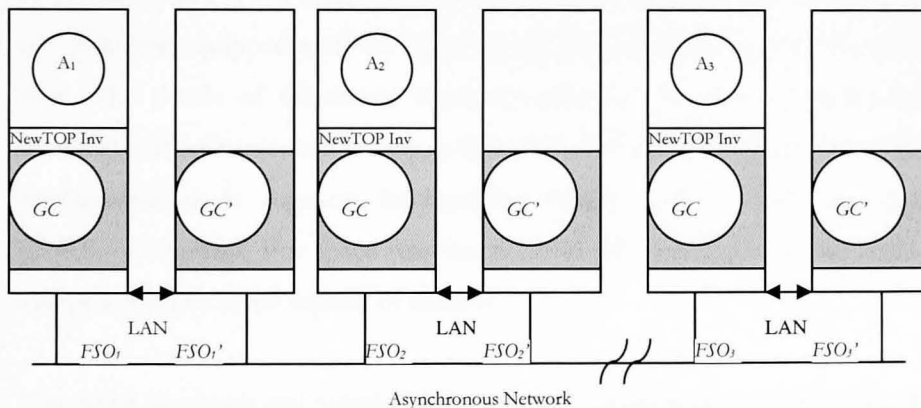 A1 A2 A3
NewTOP Inv NewTOP Inv NewTOP Inv
GC GC' GC GC' GC GC'
LAN LAN LAN
FSO1 FSO1' FSO2 FSO2' FSO3 FSO3'
Asynchronous Network